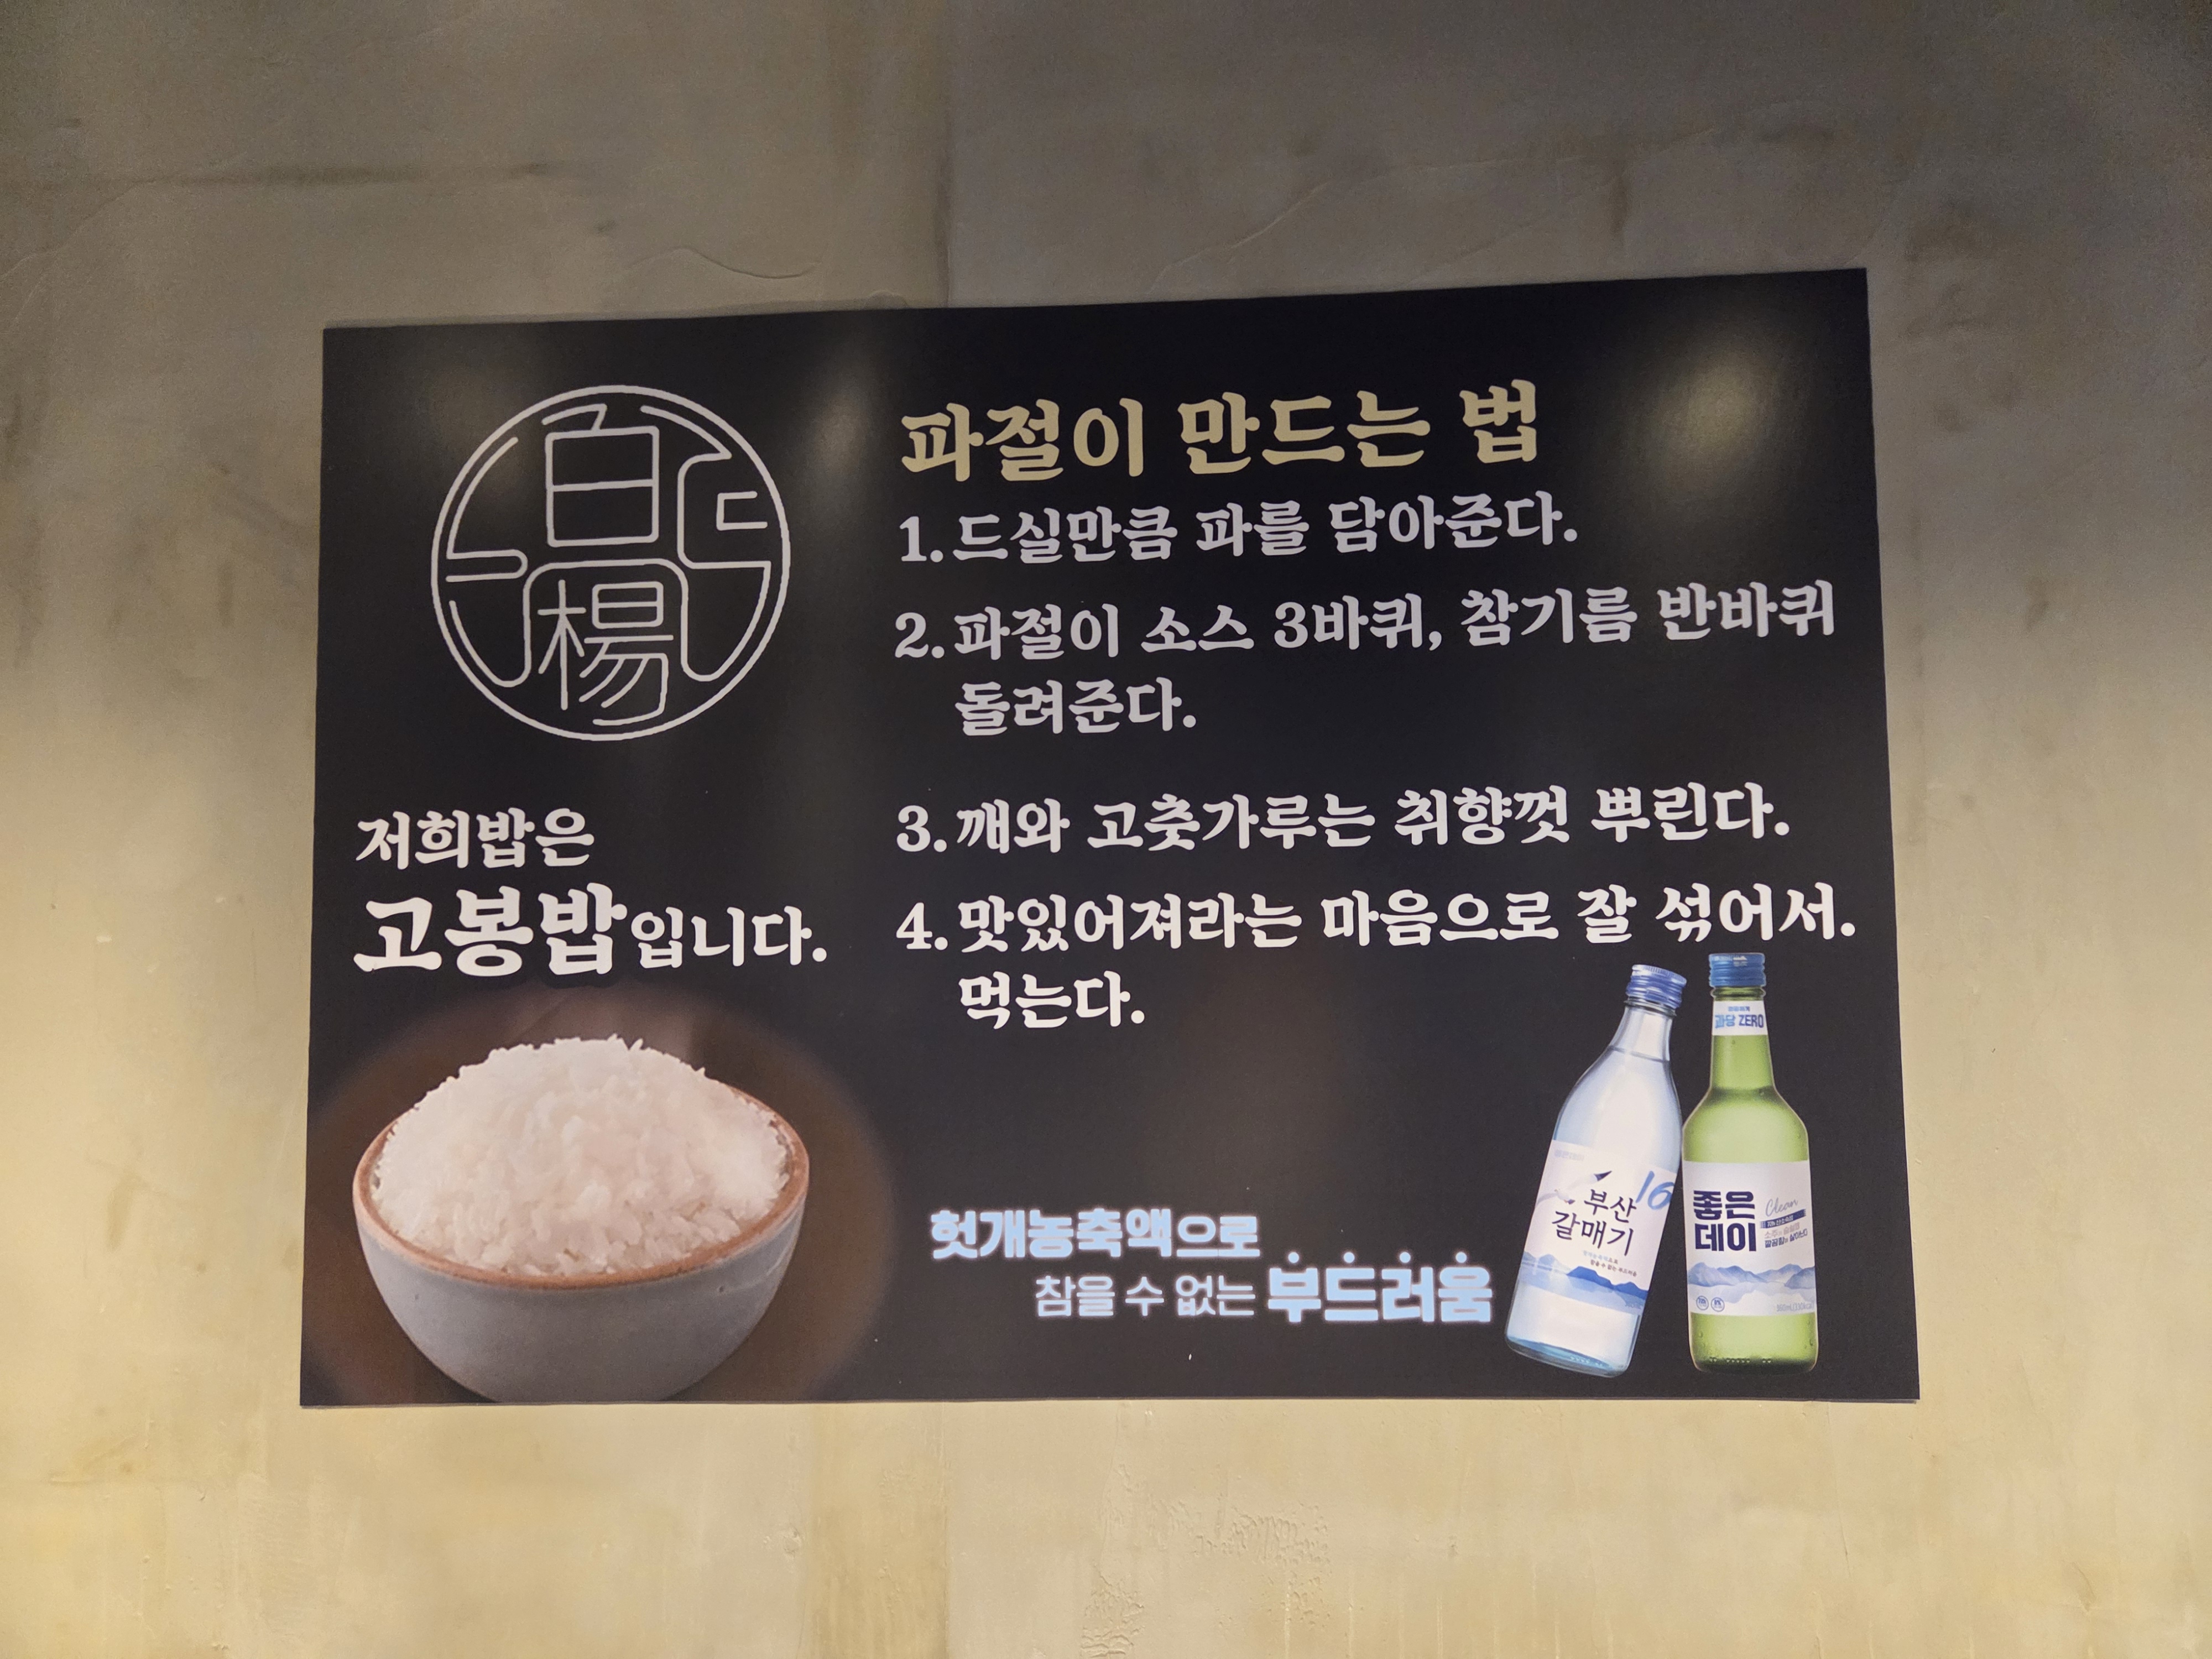 白
楊
저희밥은
고봉밥입니다.
파절이 만드는 법
1.드실만큼 파를 담아준다.
2.파절이 소스 3바퀴, 참기름 반바퀴
돌려준다.
3.깨와 고춧가루는 취향껏 뿌린다.
4.맛있어져라는 마음으로 잘 섞어서.
먹는다.
헛개농축액으로
참을 수 없는 부드러움
부산
갈매기
16
과당 ZERO
좋은
데이
Clean